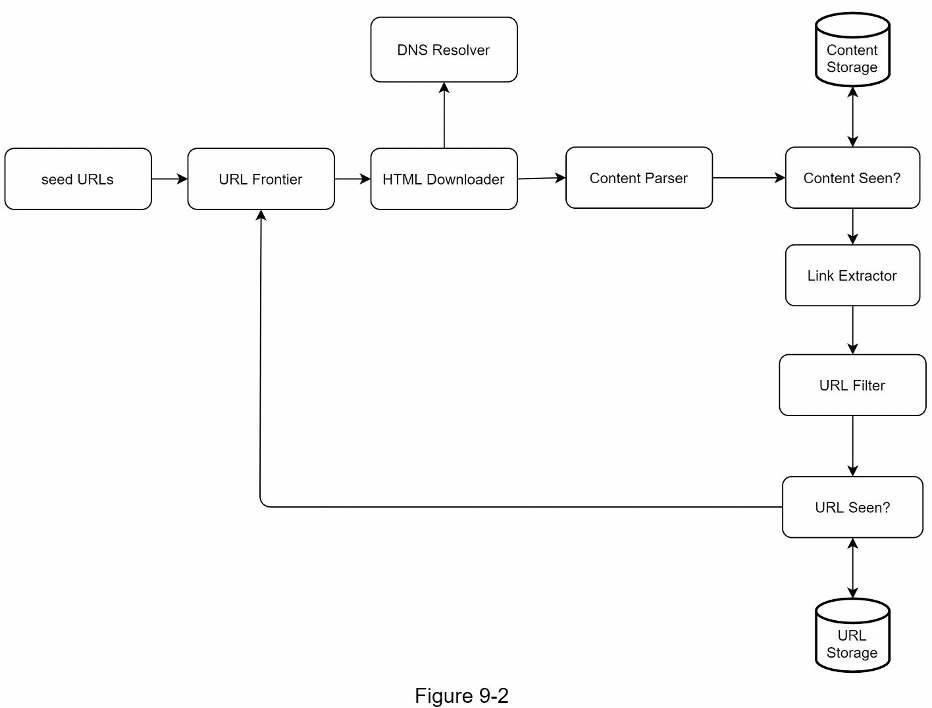 DNS Resolver
Content
Storage
seed URLs
URL Frontier
HTML Downloader
Content Parser
Content Seen?
Link Extractor
URL Filter
URL Seen?
URL
Storage
Figure 9-2